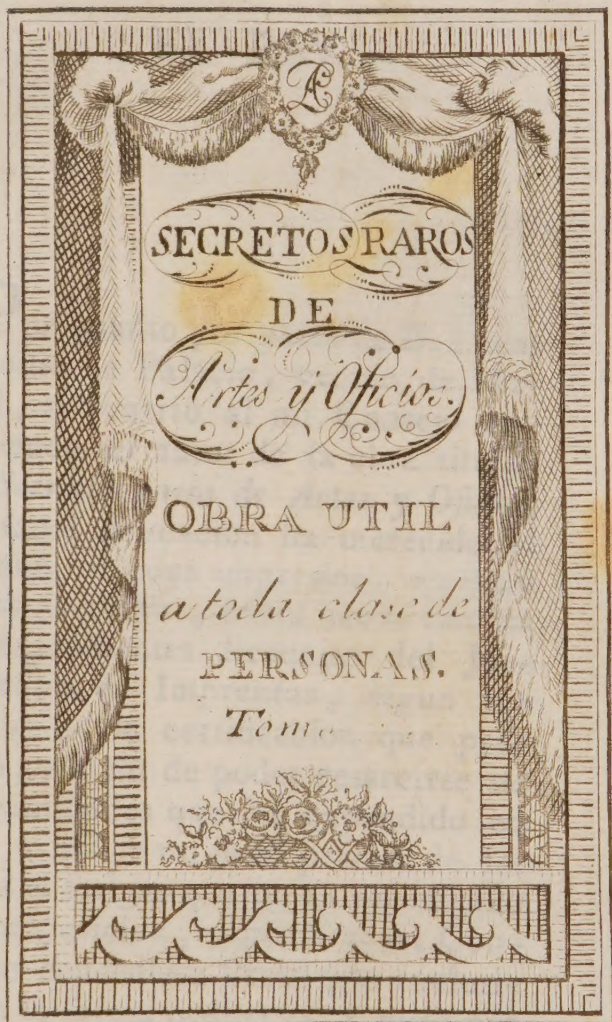 SECRETOS RAROS
DE
Artes y Oficios.
OBRA UTIL
a toda clase de
PERSONAS.
Tomo